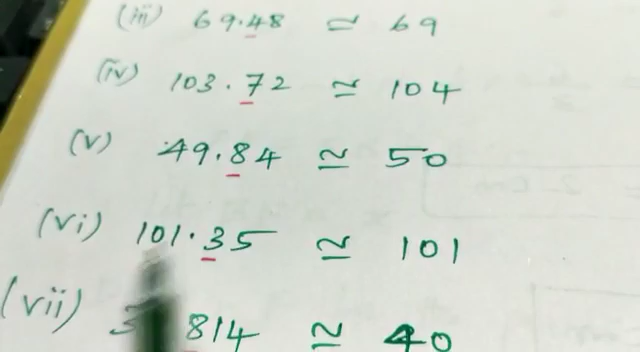 (iii) 69.48 ≃ 69
(iv) 103.72 ≅ 104
(v) 49.84 ≅ 50
(vi) 101.35 ≅ 101
(vii) 814 ≅ 40